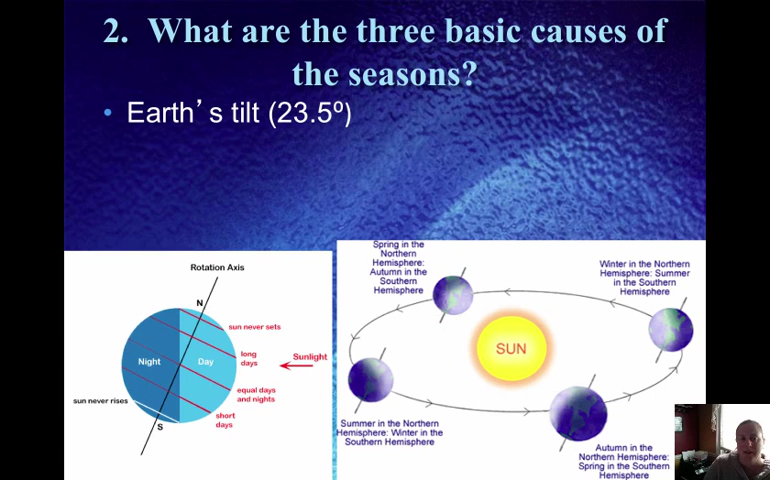 2. What are the three basic causes of
the seasons?
• Earth’s tilt (23.5º)
Rotation Axis
N
sun never sets
Night
Day
long
days
Sunlight
equal days
and nights
sun never rises
short
days
S
Spring in the
Northern
Hemisphere:
Autumn in the
Southern
Hemisphere
Winter in the Northern
Hemisphere: Summer
in the Southern
Hemisphere
SUN
Summer in the Northern
Hemisphere: Winter in the
Southern Hemisphere
Autumn in the
Northern Hemisphere:
Spring in the Southern
Hemisphere